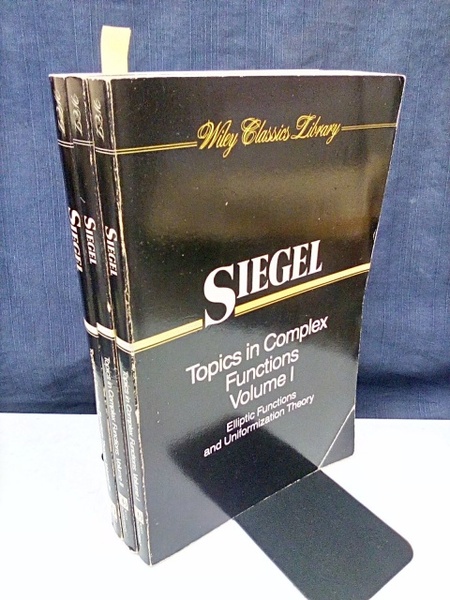 Wiley Classics Library
SIEGEL
Topics in Complex
Functions
Volume I
Elliptic Functions
and Uniformization Theory
SIEGEL
SIEGEL
SIEGEL